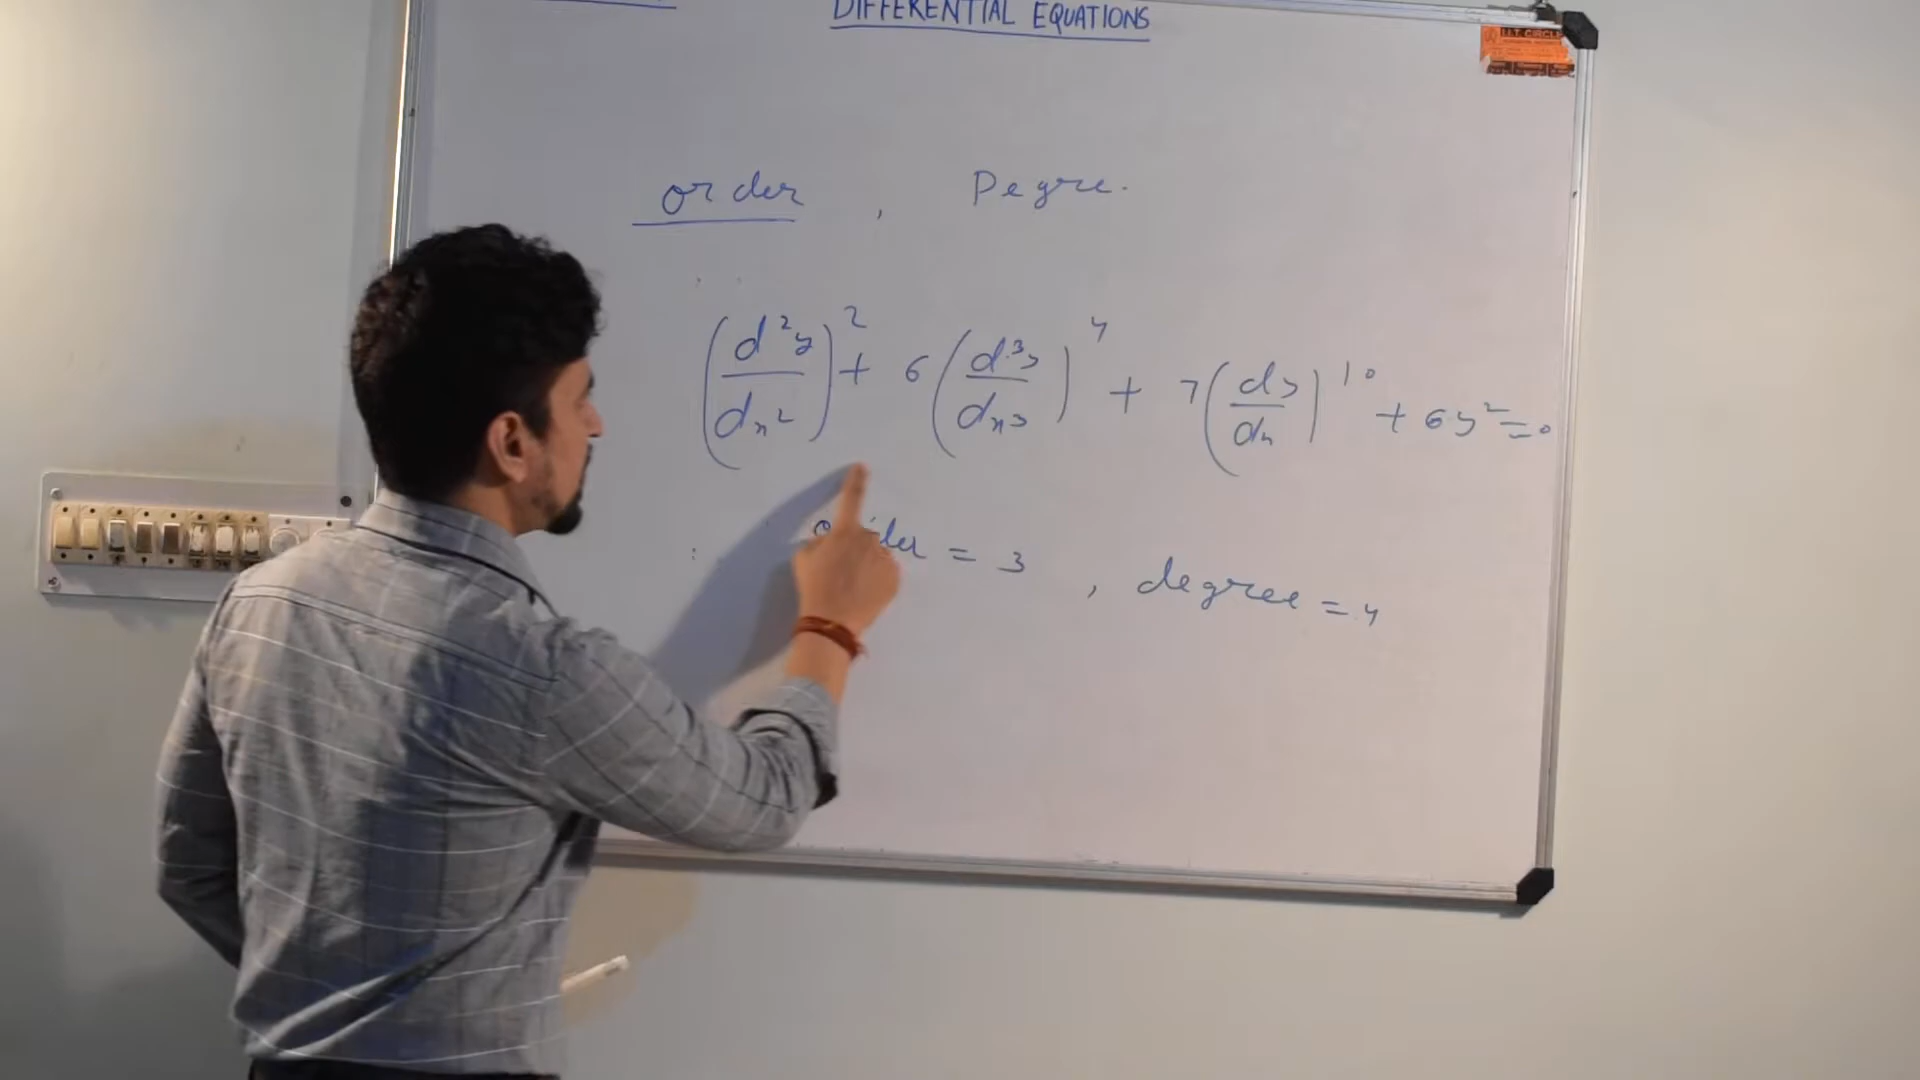 DIFFERENTIAL EQUATIONS
I.I.T. CIRCLE
order , Degree.
(d²y/dx²)² + 6(d³y/dx³)⁴ + 7(dy/dx)¹⁰ + 6y² = 0
order = 3 , degree = 4